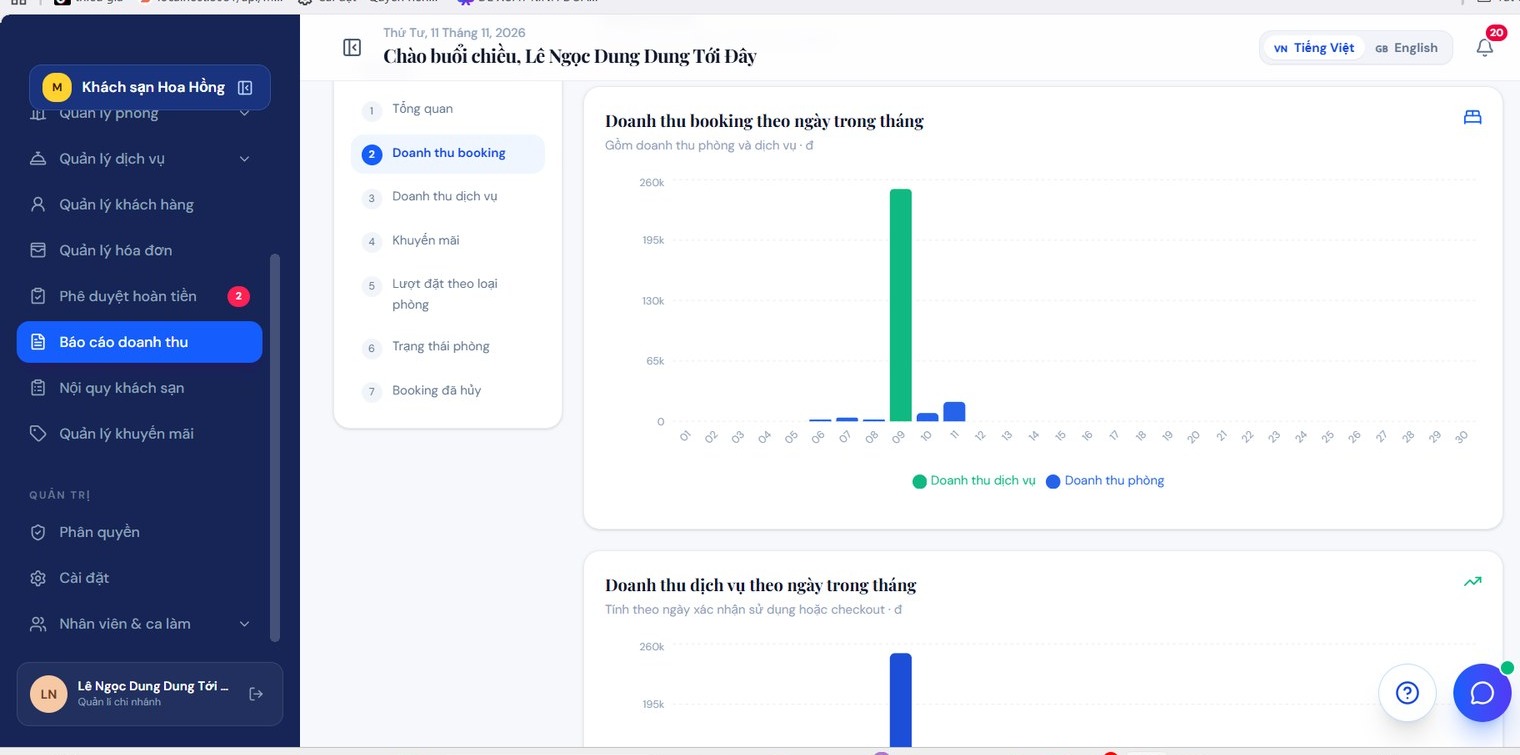 Thứ Tư, 11 Tháng 11, 2026
Chào buổi chiều, Lê Ngọc Dung Dung Tới Đây
VN Tiếng Việt
GB English
20
M Khách sạn Hoa Hồng
Quản lý phòng
Quản lý dịch vụ
Quản lý khách hàng
Quản lý hóa đơn
Phê duyệt hoàn tiền 2
Báo cáo doanh thu
Nội quy khách sạn
Quản lý khuyến mãi
QUẢN TRỊ
Phân quyền
Cài đặt
Nhân viên & ca làm
LN
Lê Ngọc Dung Dung Tới ...
Quản lí chi nhánh
1 Tổng quan
2 Doanh thu booking
3 Doanh thu dịch vụ
4 Khuyến mãi
5 Lượt đặt theo loại
phòng
6 Trạng thái phòng
7 Booking đã hủy
Doanh thu booking theo ngày trong tháng
Gồm doanh thu phòng và dịch vụ · đ
260k
195k
130k
65k
0
01 02 03 04 05 06 07 08 09 10 11 12 13 14 15 16 17 18 19 20 21 22 23 24 25 26 27 28 29 30
Doanh thu dịch vụ Doanh thu phòng
Doanh thu dịch vụ theo ngày trong tháng
Tính theo ngày xác nhận sử dụng hoặc checkout · đ
260k
195k